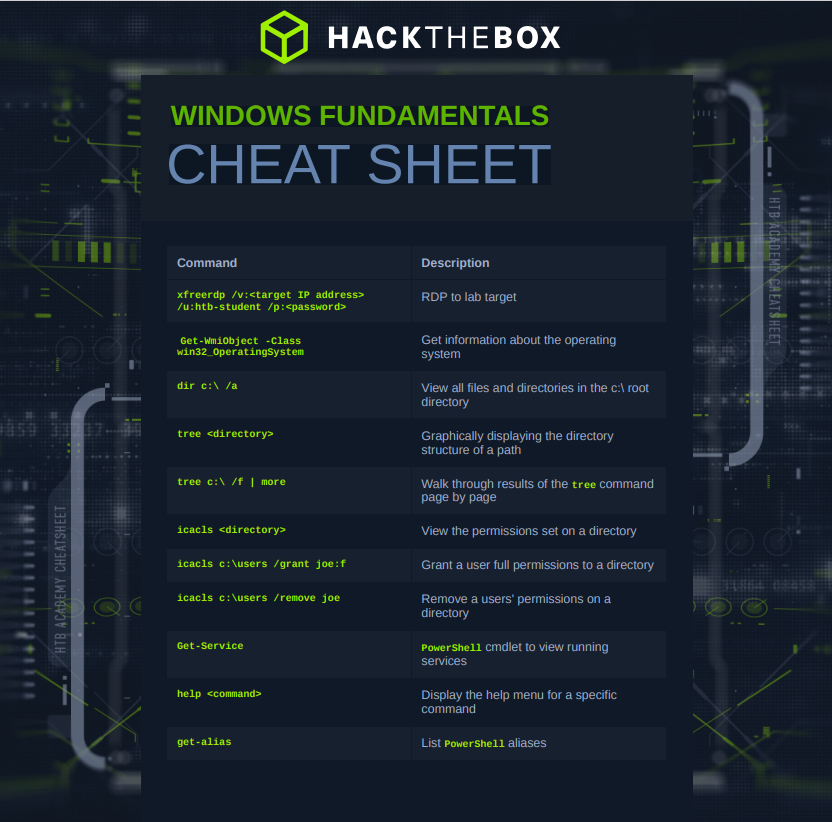 HACKTHEBOX
WINDOWS FUNDAMENTALS
CHEAT SHEET
Command Description
xfreerdp /v:<target IP address>
/u:htb-student /p:<password>
RDP to lab target
Get-WmiObject -Class
win32_OperatingSystem
Get information about the operating
system
dir c:\ /a
View all files and directories in the c:\ root
directory
tree <directory>
Graphically displaying the directory
structure of a path
tree c:\ /f | more
Walk through results of the tree command
page by page
icacls <directory>
View the permissions set on a directory
icacls c:\users /grant joe:f
Grant a user full permissions to a directory
icacls c:\users /remove joe
Remove a users' permissions on a
directory
Get-Service
PowerShell cmdlet to view running
services
help <command>
Display the help menu for a specific
command
get-alias
List PowerShell aliases
HTB ACADEMY CHEATSHEET
HTB ACADEMY CHEATSHEET